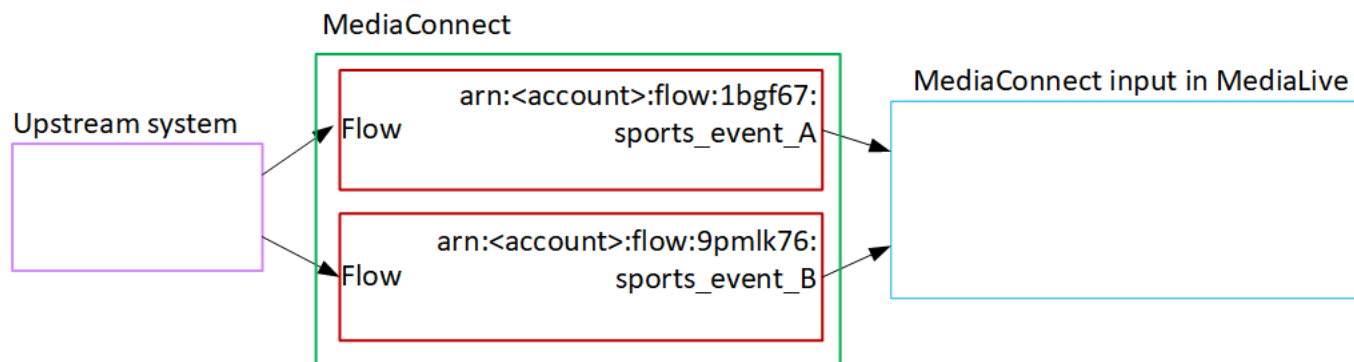 MediaConnect
Upstream system
arn:<account>:flow:1bgf67:
Flow
sports_event_A
arn:<account>:flow:9pmlk76:
Flow
sports_event_B
MediaConnect input in MediaLive